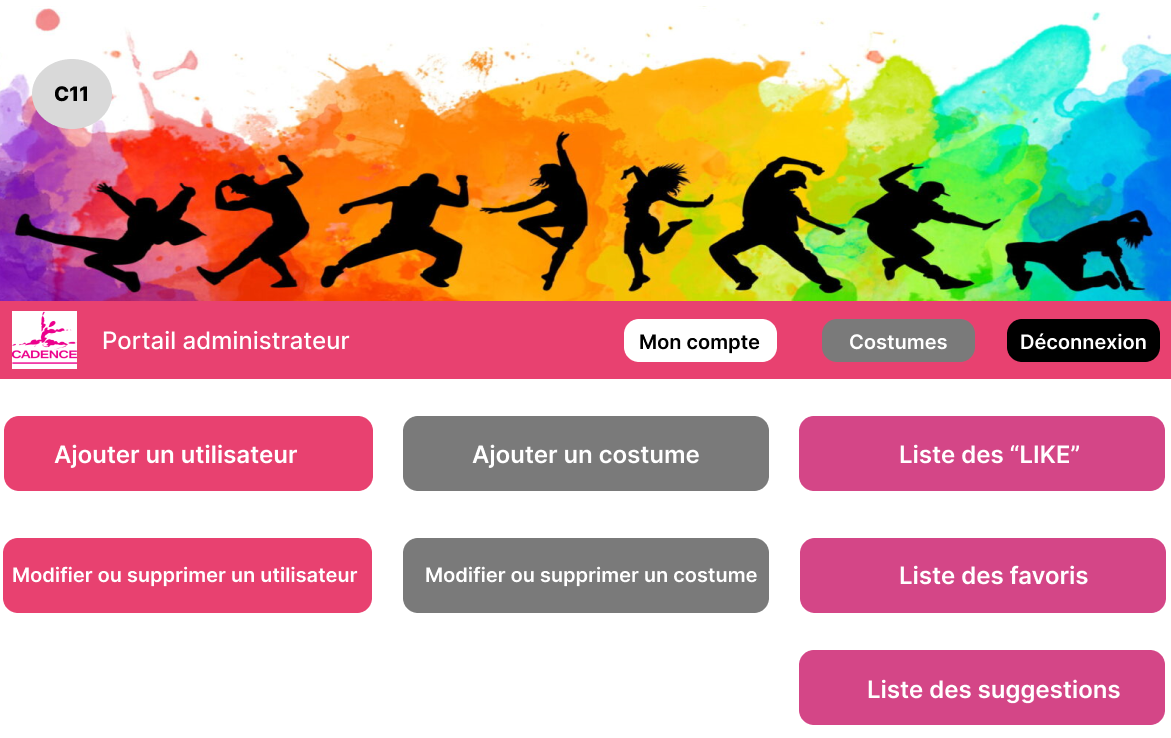 C11
CADENCE
Portail administrateur
Mon compte
Costumes
Déconnexion
Ajouter un utilisateur
Ajouter un costume
Liste des “LIKE”
Modifier ou supprimer un utilisateur
Modifier ou supprimer un costume
Liste des favoris
Liste des suggestions